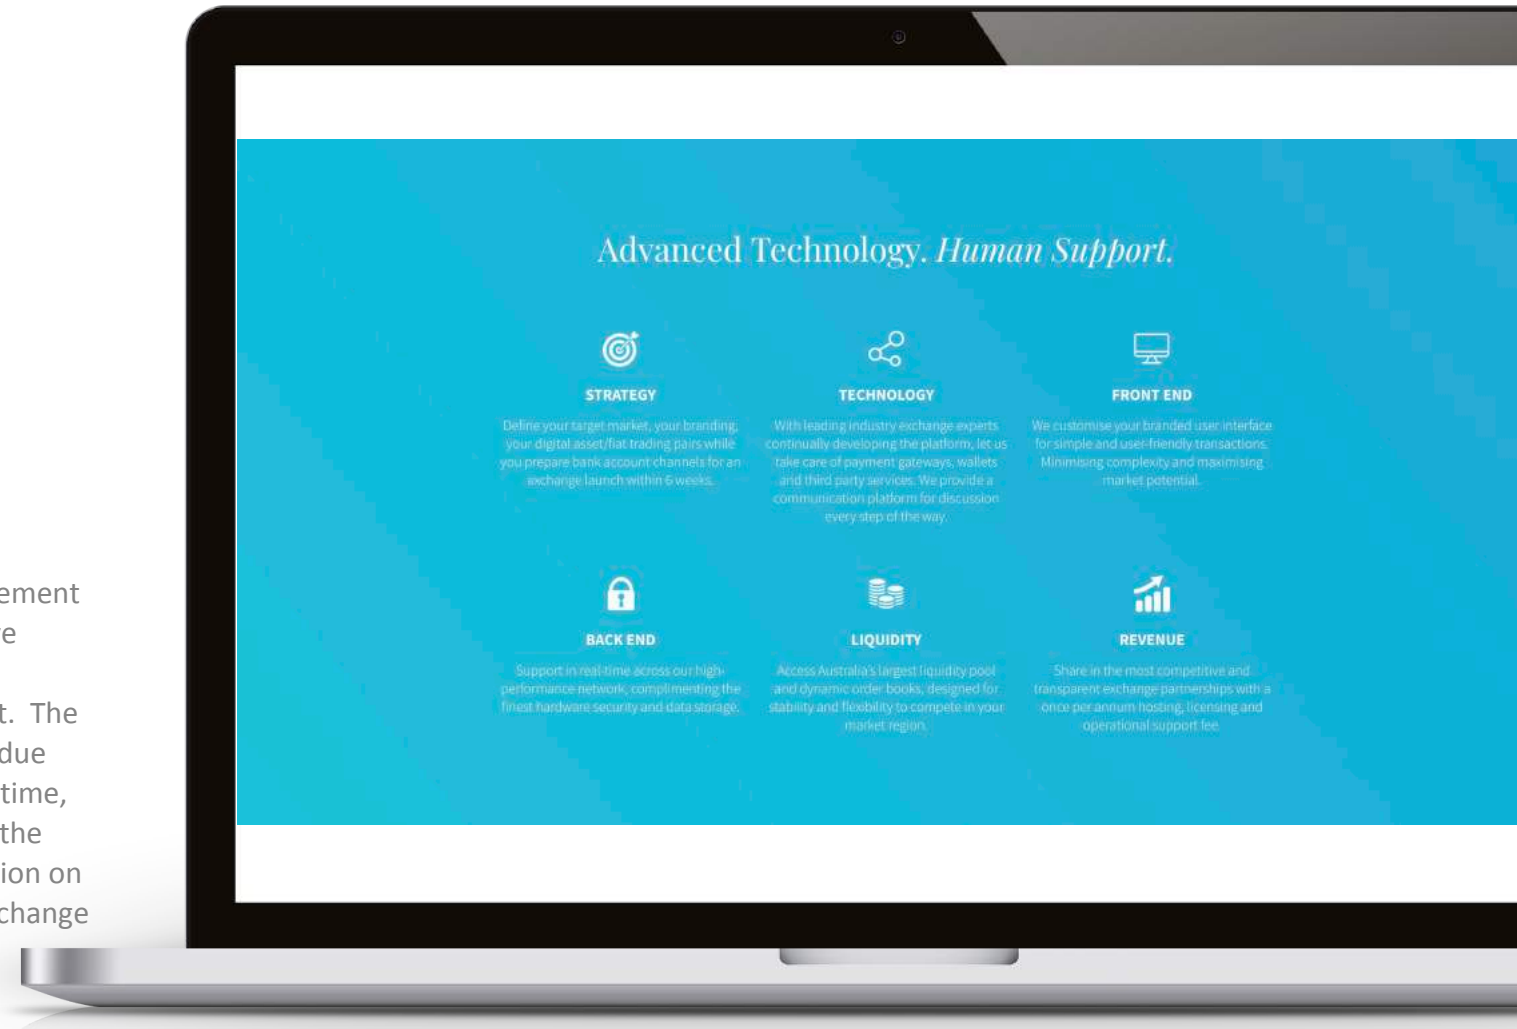 Advanced Technology. Human Support.
STRATEGY
Define your target market, your branding,
your digital asset/fiat trading pairs while
you prepare bank account channels for an
exchange launch within 6 weeks.
TECHNOLOGY
With leading industry exchange experts
continually developing the platform, let us
take care of payment gateways, wallets
and third party services. We provide a
communication platform for discussion
every step of the way.
FRONT END
We customise your branded user interface
for simple and user-friendly transactions.
Minimising complexity and maximising
market potential.
BACK END
Support in real-time across our high-
performance network, complimenting the
finest hardware security and data storage.
LIQUIDITY
Access Australia's largest liquidity pool
and dynamic order books, designed for
stability and flexibility to compete in your
market region.
REVENUE
Share in the most competitive and
transparent exchange partnerships with a
once per annum hosting, licensing and
operational support fee.
ement
e
t. The
due
time,
the
ion on
change